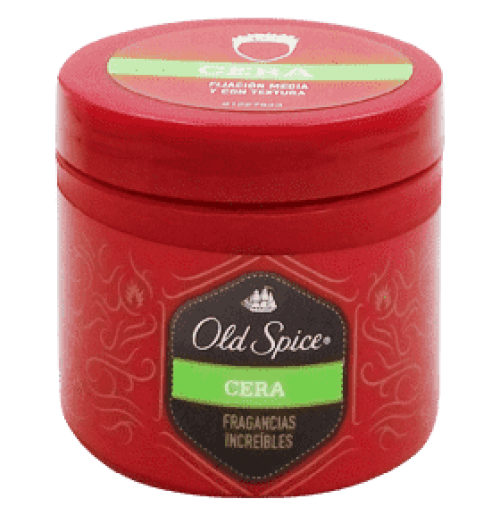 CERA
FIJACIÓN MEDIA
Y CON TEXTURA
Old Spice®
CERA
FRAGANCIAS
INCREÍBLES